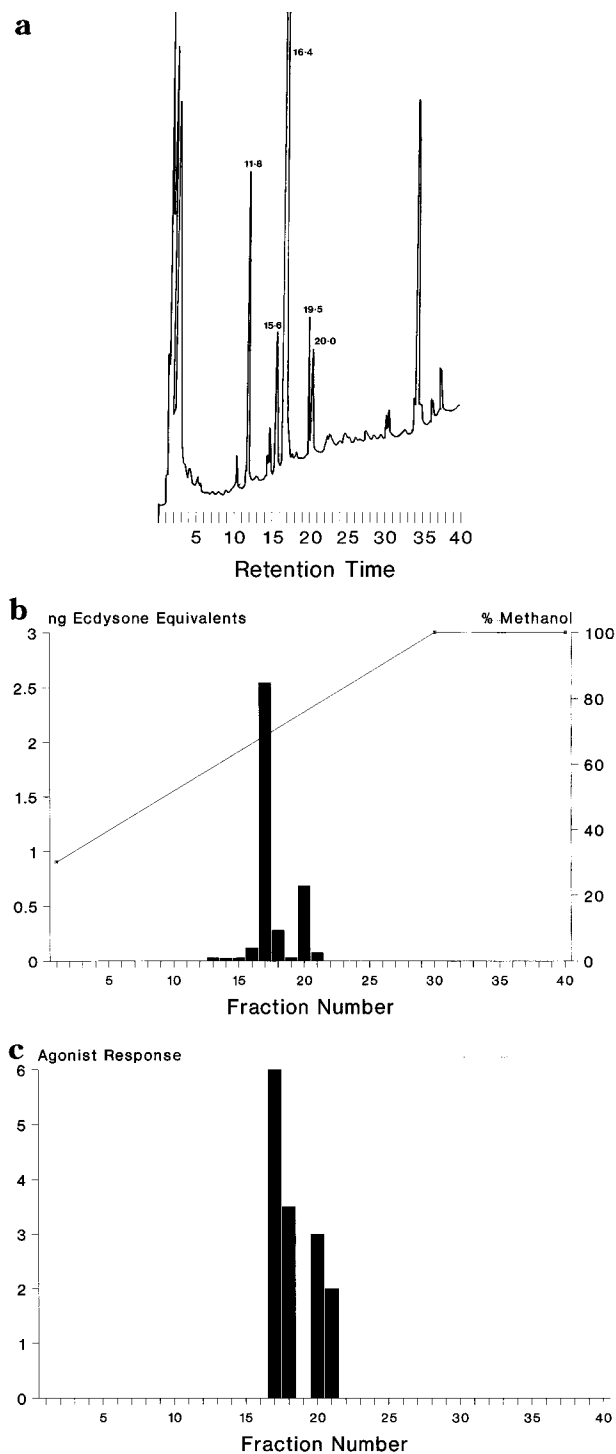 a
16·4
11·8
15·6
19·5
20·0
5 10 15 20 25 30 35 40
Retention Time
b
ng Ecdysone Equivalents
% Methanol
3
2.5
2
1.5
1
0.5
0
100
80
60
40
20
0
5 10 15 20 25 30 35 40
Fraction Number
c
Agonist Response
6
5
4
3
2
1
0
5 10 15 20 25 30 35 40
Fraction Number